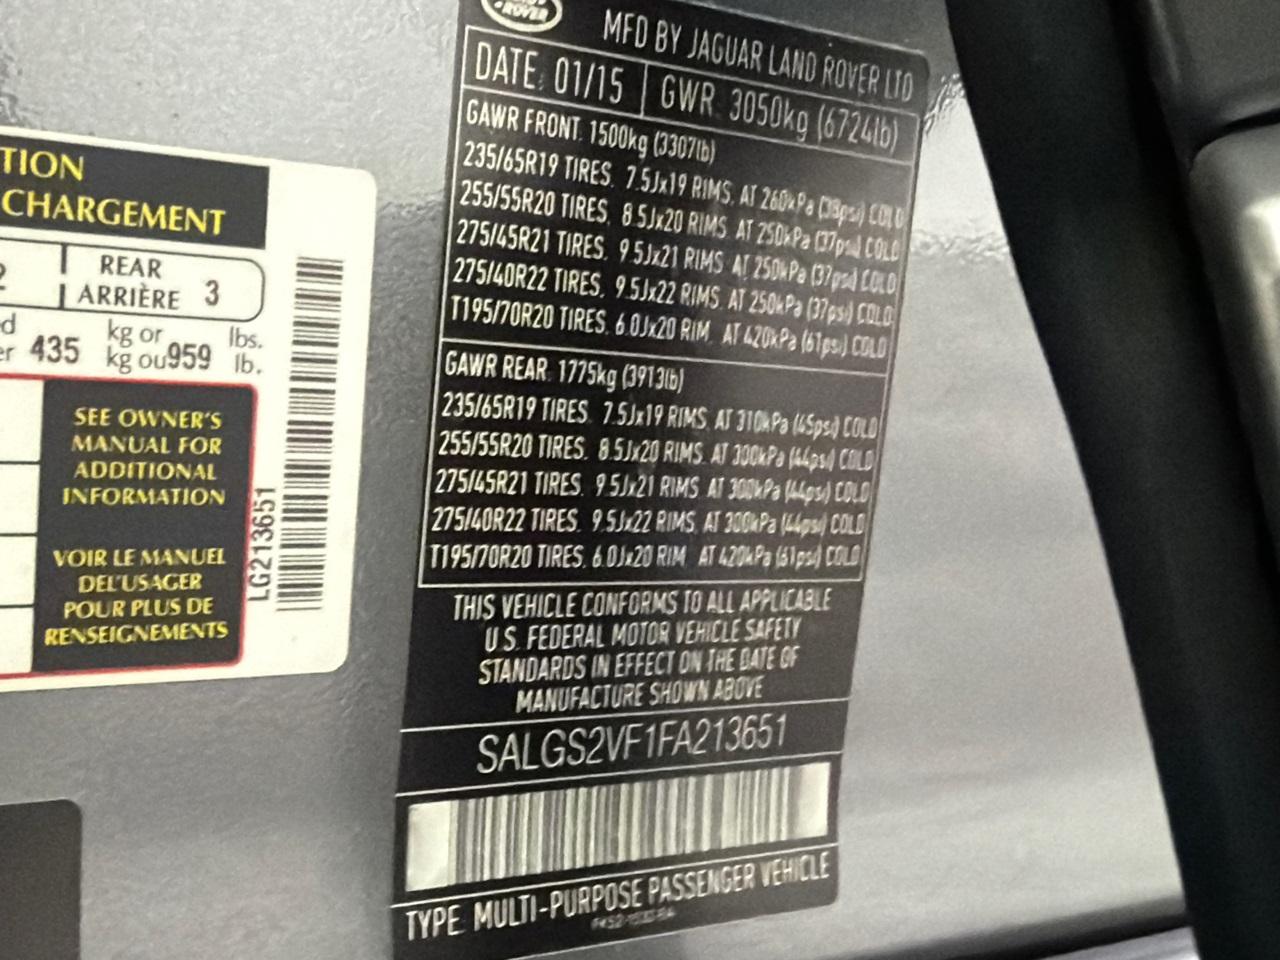 TION
CHARGEMENT
REAR
ARRIÈRE 3
435 kg or lbs.
kg ou 959 lb.
SEE OWNER'S
MANUAL FOR
ADDITIONAL
INFORMATION
VOIR LE MANUEL
DEL'USAGER
POUR PLUS DE
RENSEIGNEMENTS
LG213651
ROVER
MFD BY JAGUAR LAND ROVER LTD
DATE: 01/15 GWR: 3050kg (6724lb)
GAWR FRONT: 1500kg (3307lb)
235/65R19 TIRES, 7.5Jx19 RIMS, AT 260kPa (38psi) COLD
255/55R20 TIRES, 8.5Jx20 RIMS AT 250kPa (37psi) COLD
275/45R21 TIRES, 9.5Jx21 RIMS AT 250kPa (37psi) COLD
275/40R22 TIRES, 9.5Jx22 RIMS AT 250kPa (37psi) COLD
T195/70R20 TIRES, 6.0Jx20 RIM, AT 420kPa (61psi) COLD
GAWR REAR: 1775kg (3913lb)
235/65R19 TIRES, 7.5Jx19 RIMS, AT 310kPa (45psi) COLD
255/55R20 TIRES, 8.5Jx20 RIMS, AT 300kPa (44psi) COLD
275/45R21 TIRES, 9.5Jx21 RIMS AT 300kPa (44psi) COLD
275/40R22 TIRES, 9.5Jx22 RIMS, AT 300kPa (44psi) COLD
T195/70R20 TIRES, 6.0Jx20 RIM AT 420kPa (61psi) COLD
THIS VEHICLE CONFORMS TO ALL APPLICABLE
U.S. FEDERAL MOTOR VEHICLE SAFETY
STANDARDS IN EFFECT ON THE DATE OF
MANUFACTURE SHOWN ABOVE
SALGS2VF1FA213651
TYPE: MULTI-PURPOSE PASSENGER VEHICLE